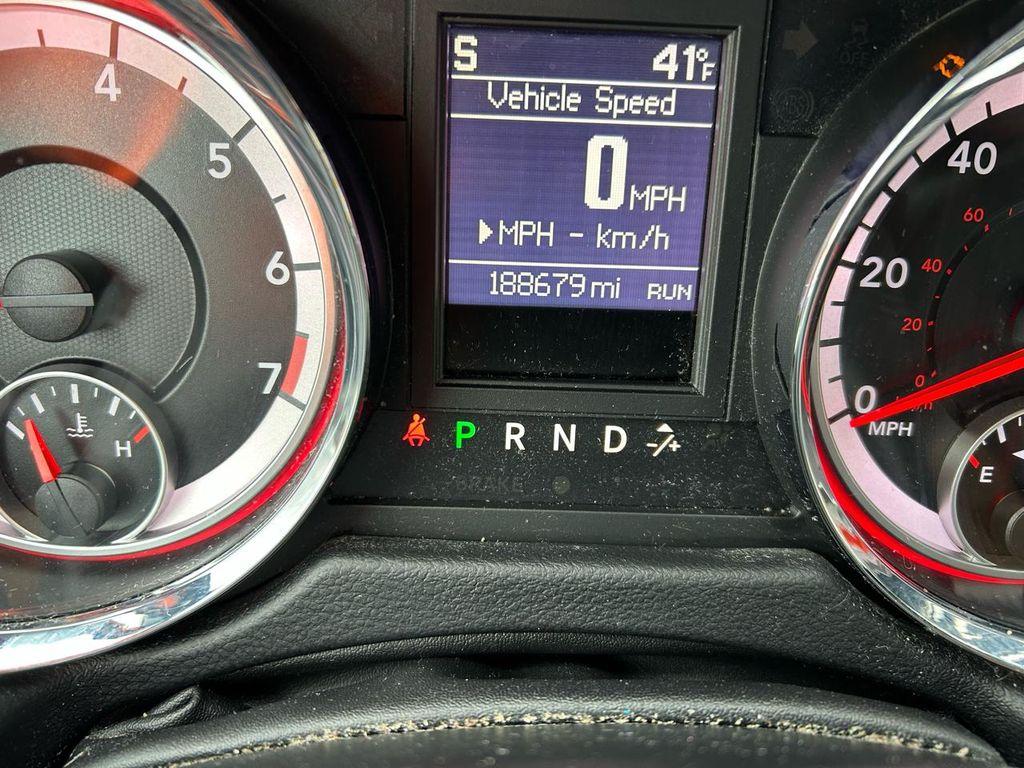 S 41°F
Vehicle Speed
0 MPH
▶MPH - km/h
188679 mi RUN
4
5
6
7
H
P R N D -/+
BRAKE
OFF
40
20
0
MPH
60
40
20
0
E